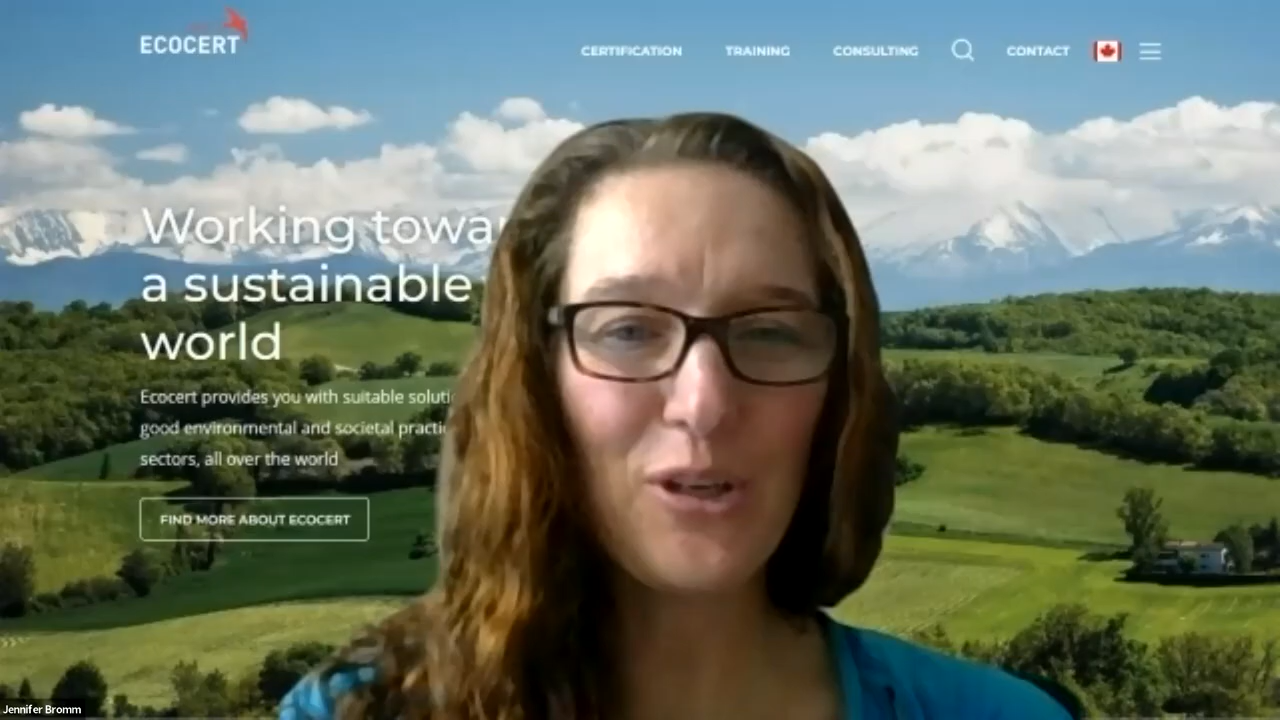 ECOCERT
CERTIFICATION TRAINING CONSULTING CONTACT
Working towar
a sustainable
world
Ecocert provides you with suitable soluti
good environmental and societal practic
sectors, all over the world
FIND MORE ABOUT ECOCERT
Jennifer Bromm